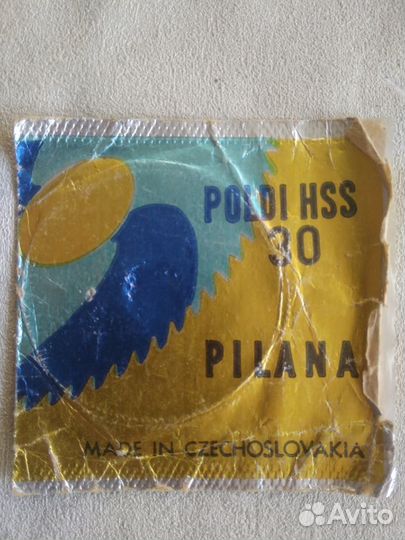 POLDI HSS
30
PILANA
MADE IN CZECHOSLOVAKIA
Avito